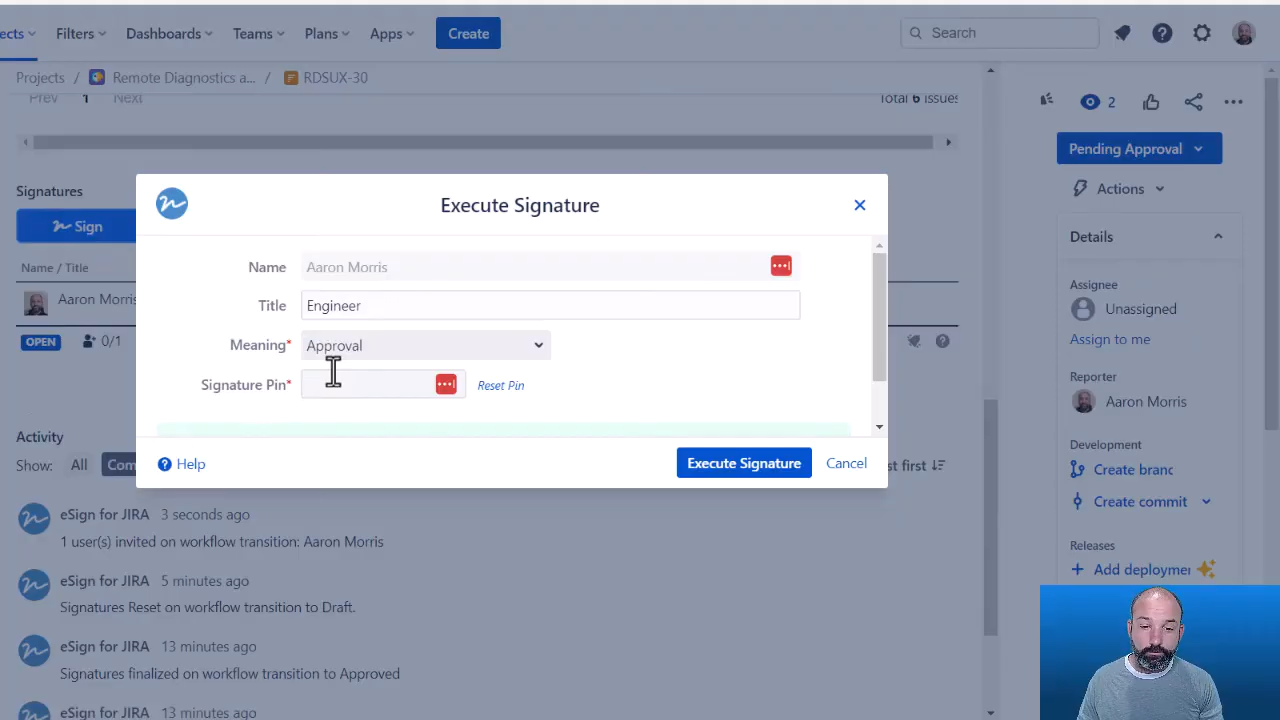 ects
Filters
Dashboards
Teams
Plans
Apps
Create
Search
Projects / Remote Diagnostics a... / RDSUX-30
Prev 1 Next
Total 6 issues
2
Pending Approval
Actions
Signatures
Sign
Name / Title
Aaron Morris
OPEN
0/1
Execute Signature
Name
Aaron Morris
Title
Engineer
Meaning*
Approval
Signature Pin*
Reset Pin
Help
Execute Signature
Cancel
Details
Assignee
Unassigned
Assign to me
Reporter
Aaron Morris
Development
Create branc
Create commit
Releases
Add deploymer
Activity
Show: All Com
st first
eSign for JIRA 3 seconds ago
1 user(s) invited on workflow transition: Aaron Morris
eSign for JIRA 5 minutes ago
Signatures Reset on workflow transition to Draft.
eSign for JIRA 13 minutes ago
Signatures finalized on workflow transition to Approved
eSign for JIRA 13 minutes ago